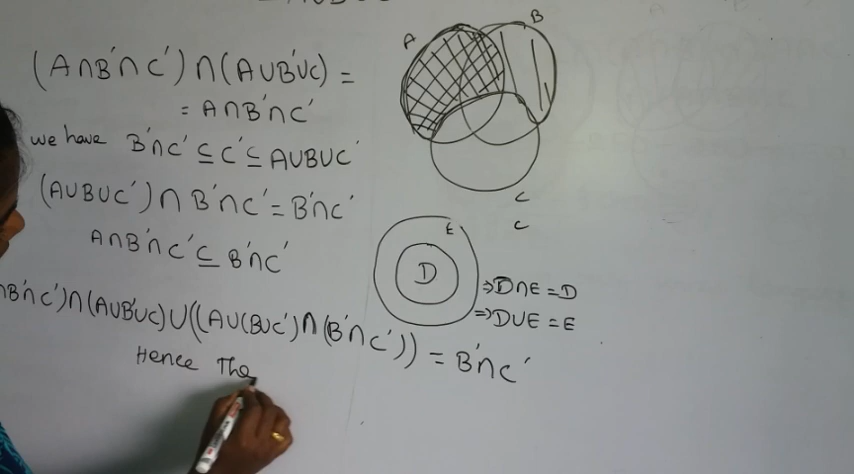 (A∩B'∩C')∩(A∪B'∪C) =
= A∩B'∩C'
we have B'∩C' ⊆ C' ⊆ A∪B∪C'
(A∪B∪C')∩B'∩C' = B'∩C'
A∩B'∩C' ⊆ B'∩C'
∩B'∩C')∩(A∪B'∪C)∪((A∪(B∪C')∩(B'∩C')) = B'∩C'
Hence The
A
B
C
C
E
D
⇒D∩E = D
⇒D∪E = E